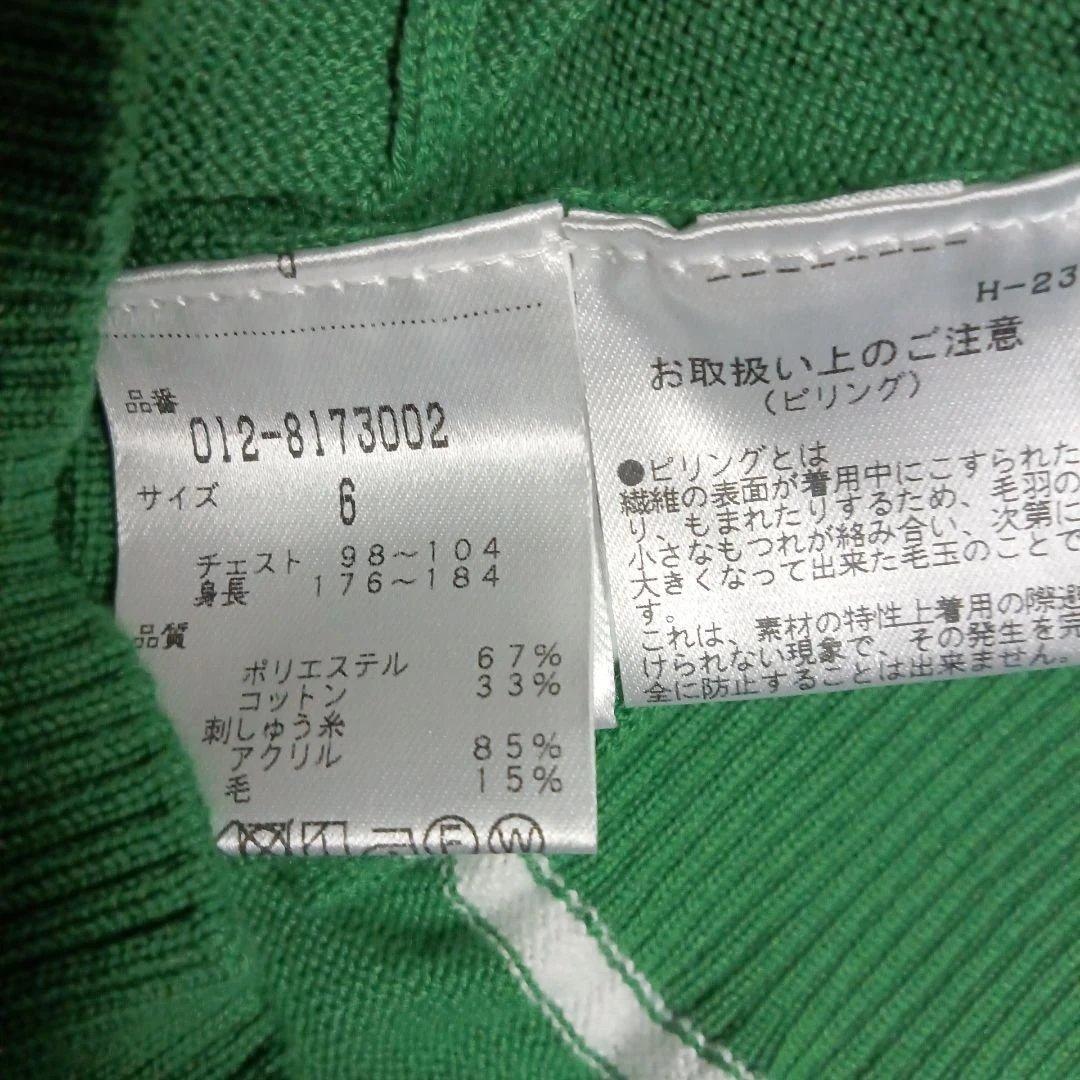 品番
012-8173002
サイズ 6
チェスト 98〜104
身長 176〜184
品質
ポリエステル 67%
コットン 33%
刺しゅう糸
アクリル 85%
毛 15%
F W
H-23
お取扱い上のご注意
(ピリング)
●ピリングとは
繊維の表面が着用中にこすられた
り、もまれたりするため、毛羽の
小さなもつれが絡み合い、次第に
大きくなって出来た毛玉のことで
す。
これは、素材の特性上着用の際避
けられない現象で、その発生を完
全に防止することは出来ません。